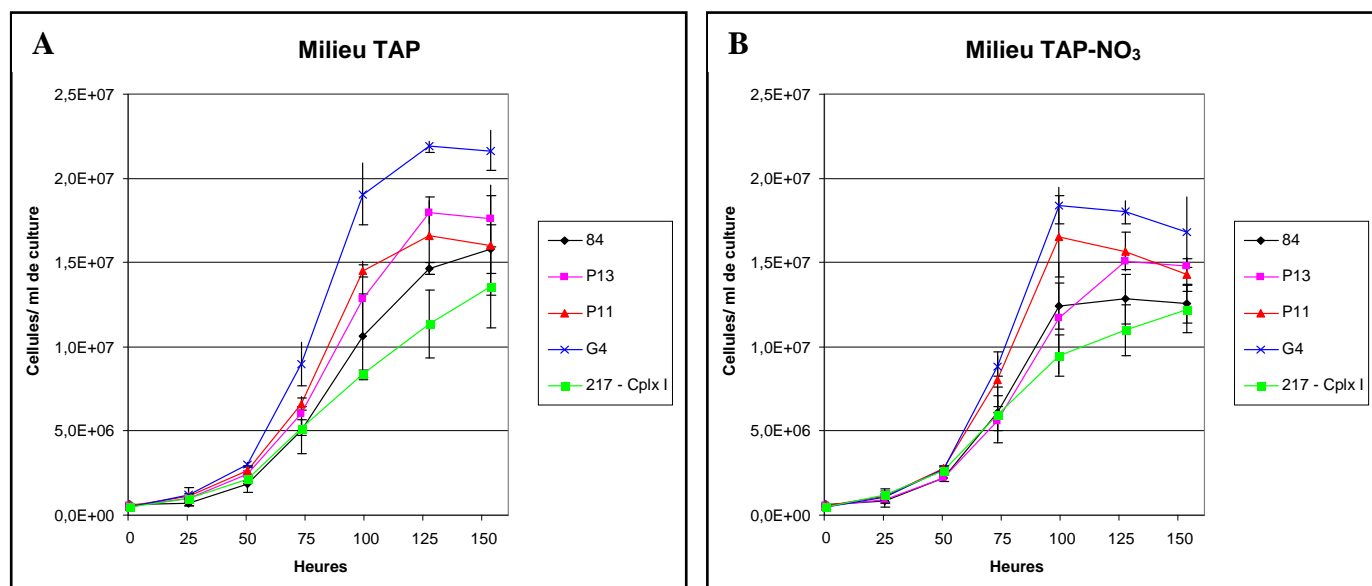 A
Milieu TAP
Cellules/ ml de culture
2,5E+07
2,0E+07
1,5E+07
1,0E+07
5,0E+06
0,0E+00
0 25 50 75 100 125 150
Heures
84
P13
P11
G4
217 - Cplx I
B
Milieu TAP-NO₃
Cellules/ ml de culture
2,5E+07
2,0E+07
1,5E+07
1,0E+07
5,0E+06
0,0E+00
0 25 50 75 100 125 150
Heures
84
P13
P11
G4
217 - Cplx I